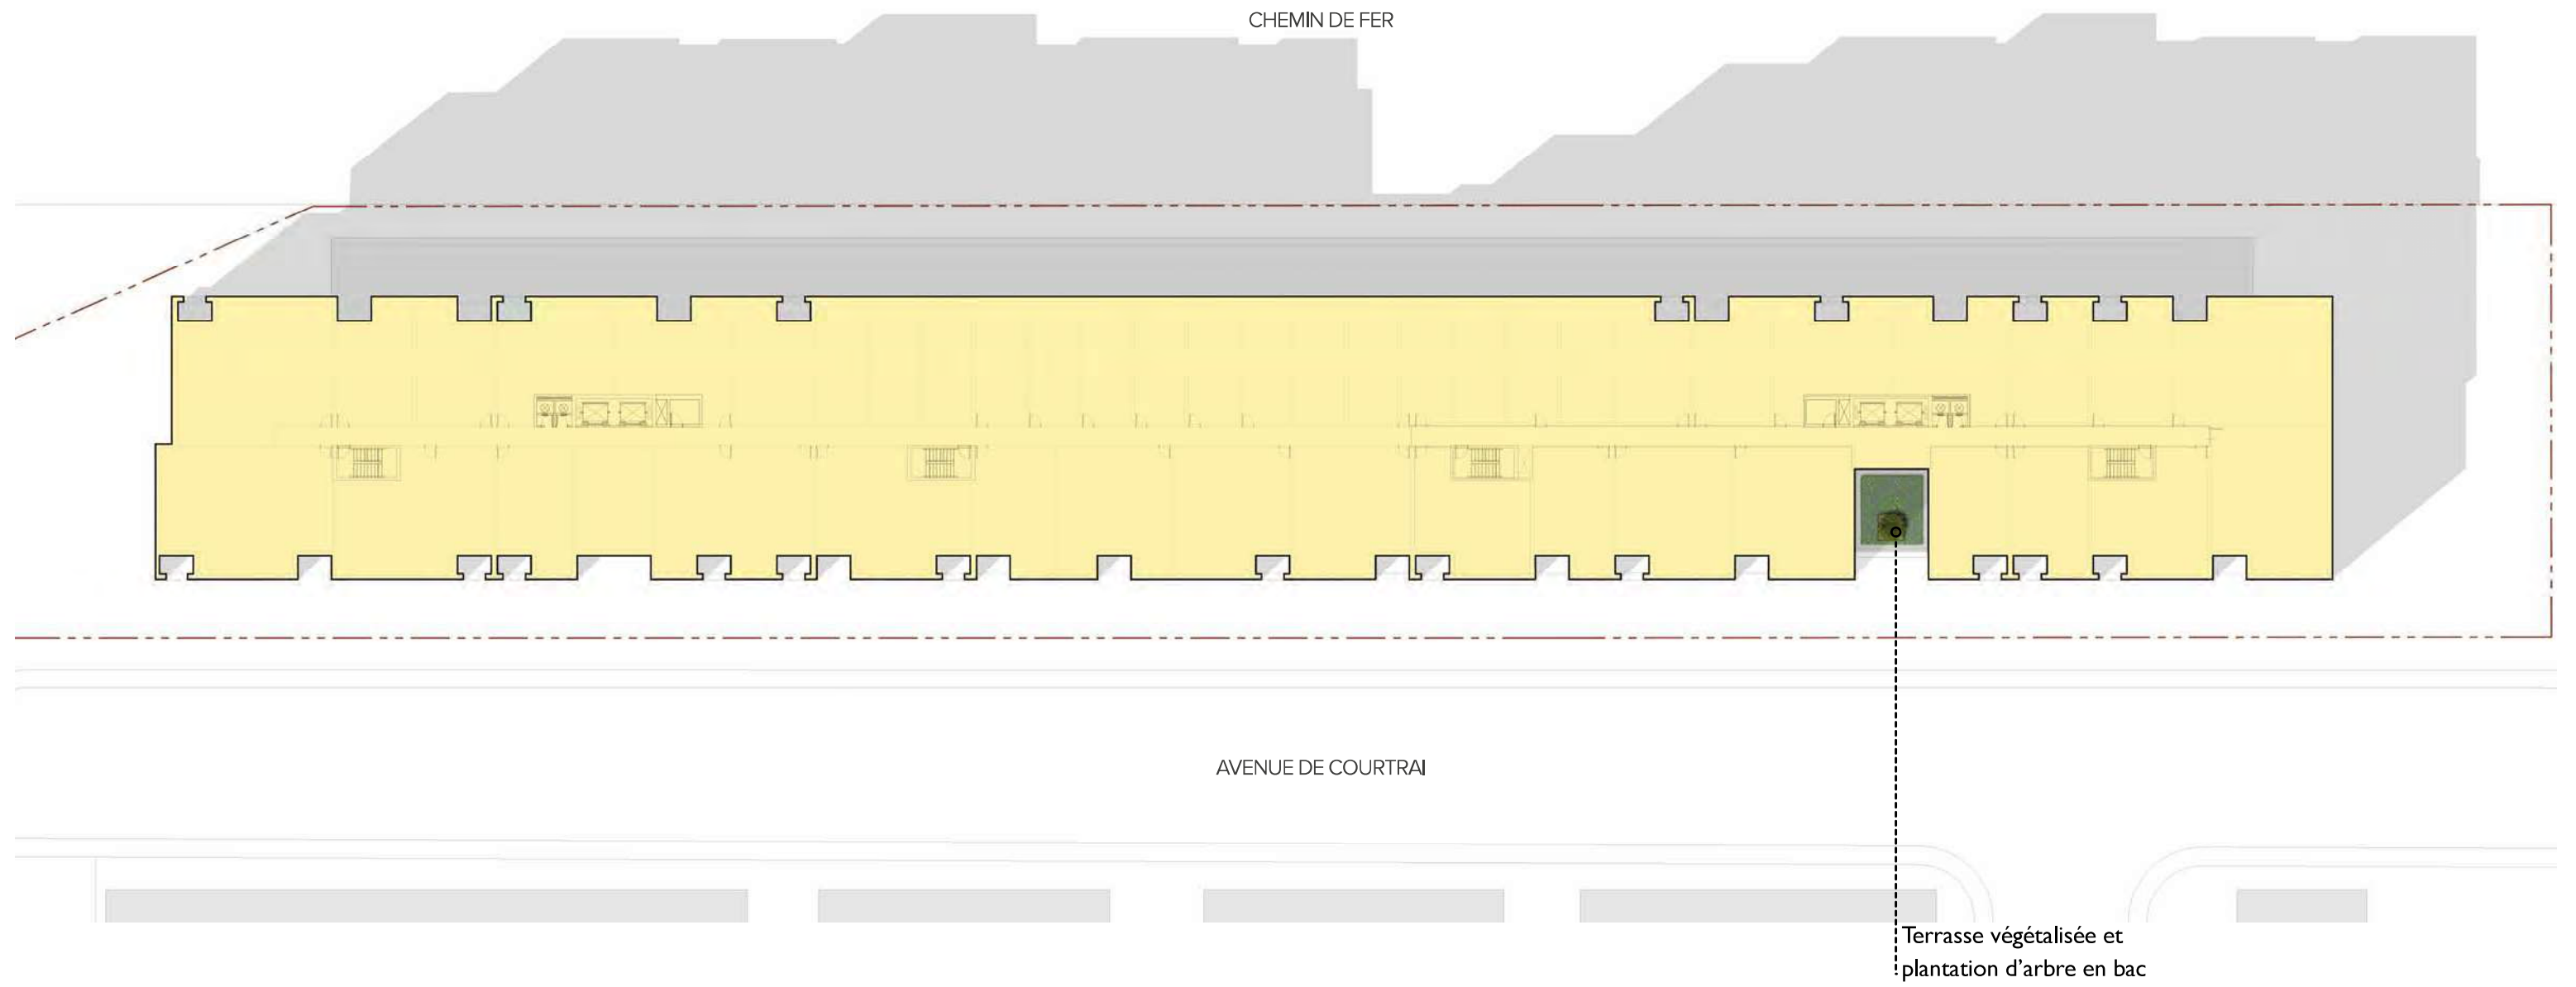 CHEMIN DE FER
AVENUE DE COURTRAI
Terrasse végétalisée et
plantation d'arbre en bac